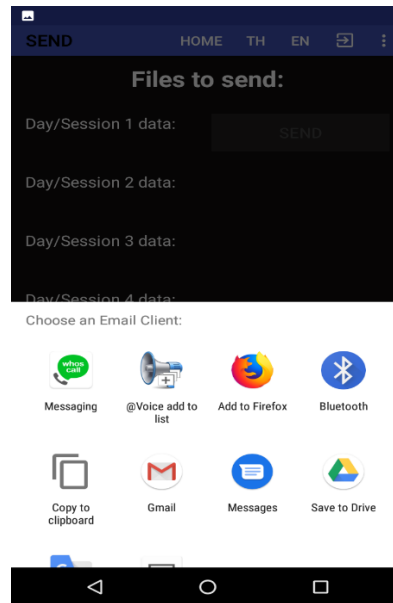 SEND HOME TH EN
Files to send:
Day/Session 1 data: SEND
Day/Session 2 data:
Day/Session 3 data:
Day/Session 4 data:
Choose an Email Client:
whos
call
Messaging @Voice add to Add to Firefox Bluetooth
list
Copy to Gmail Messages Save to Drive
clipboard
G